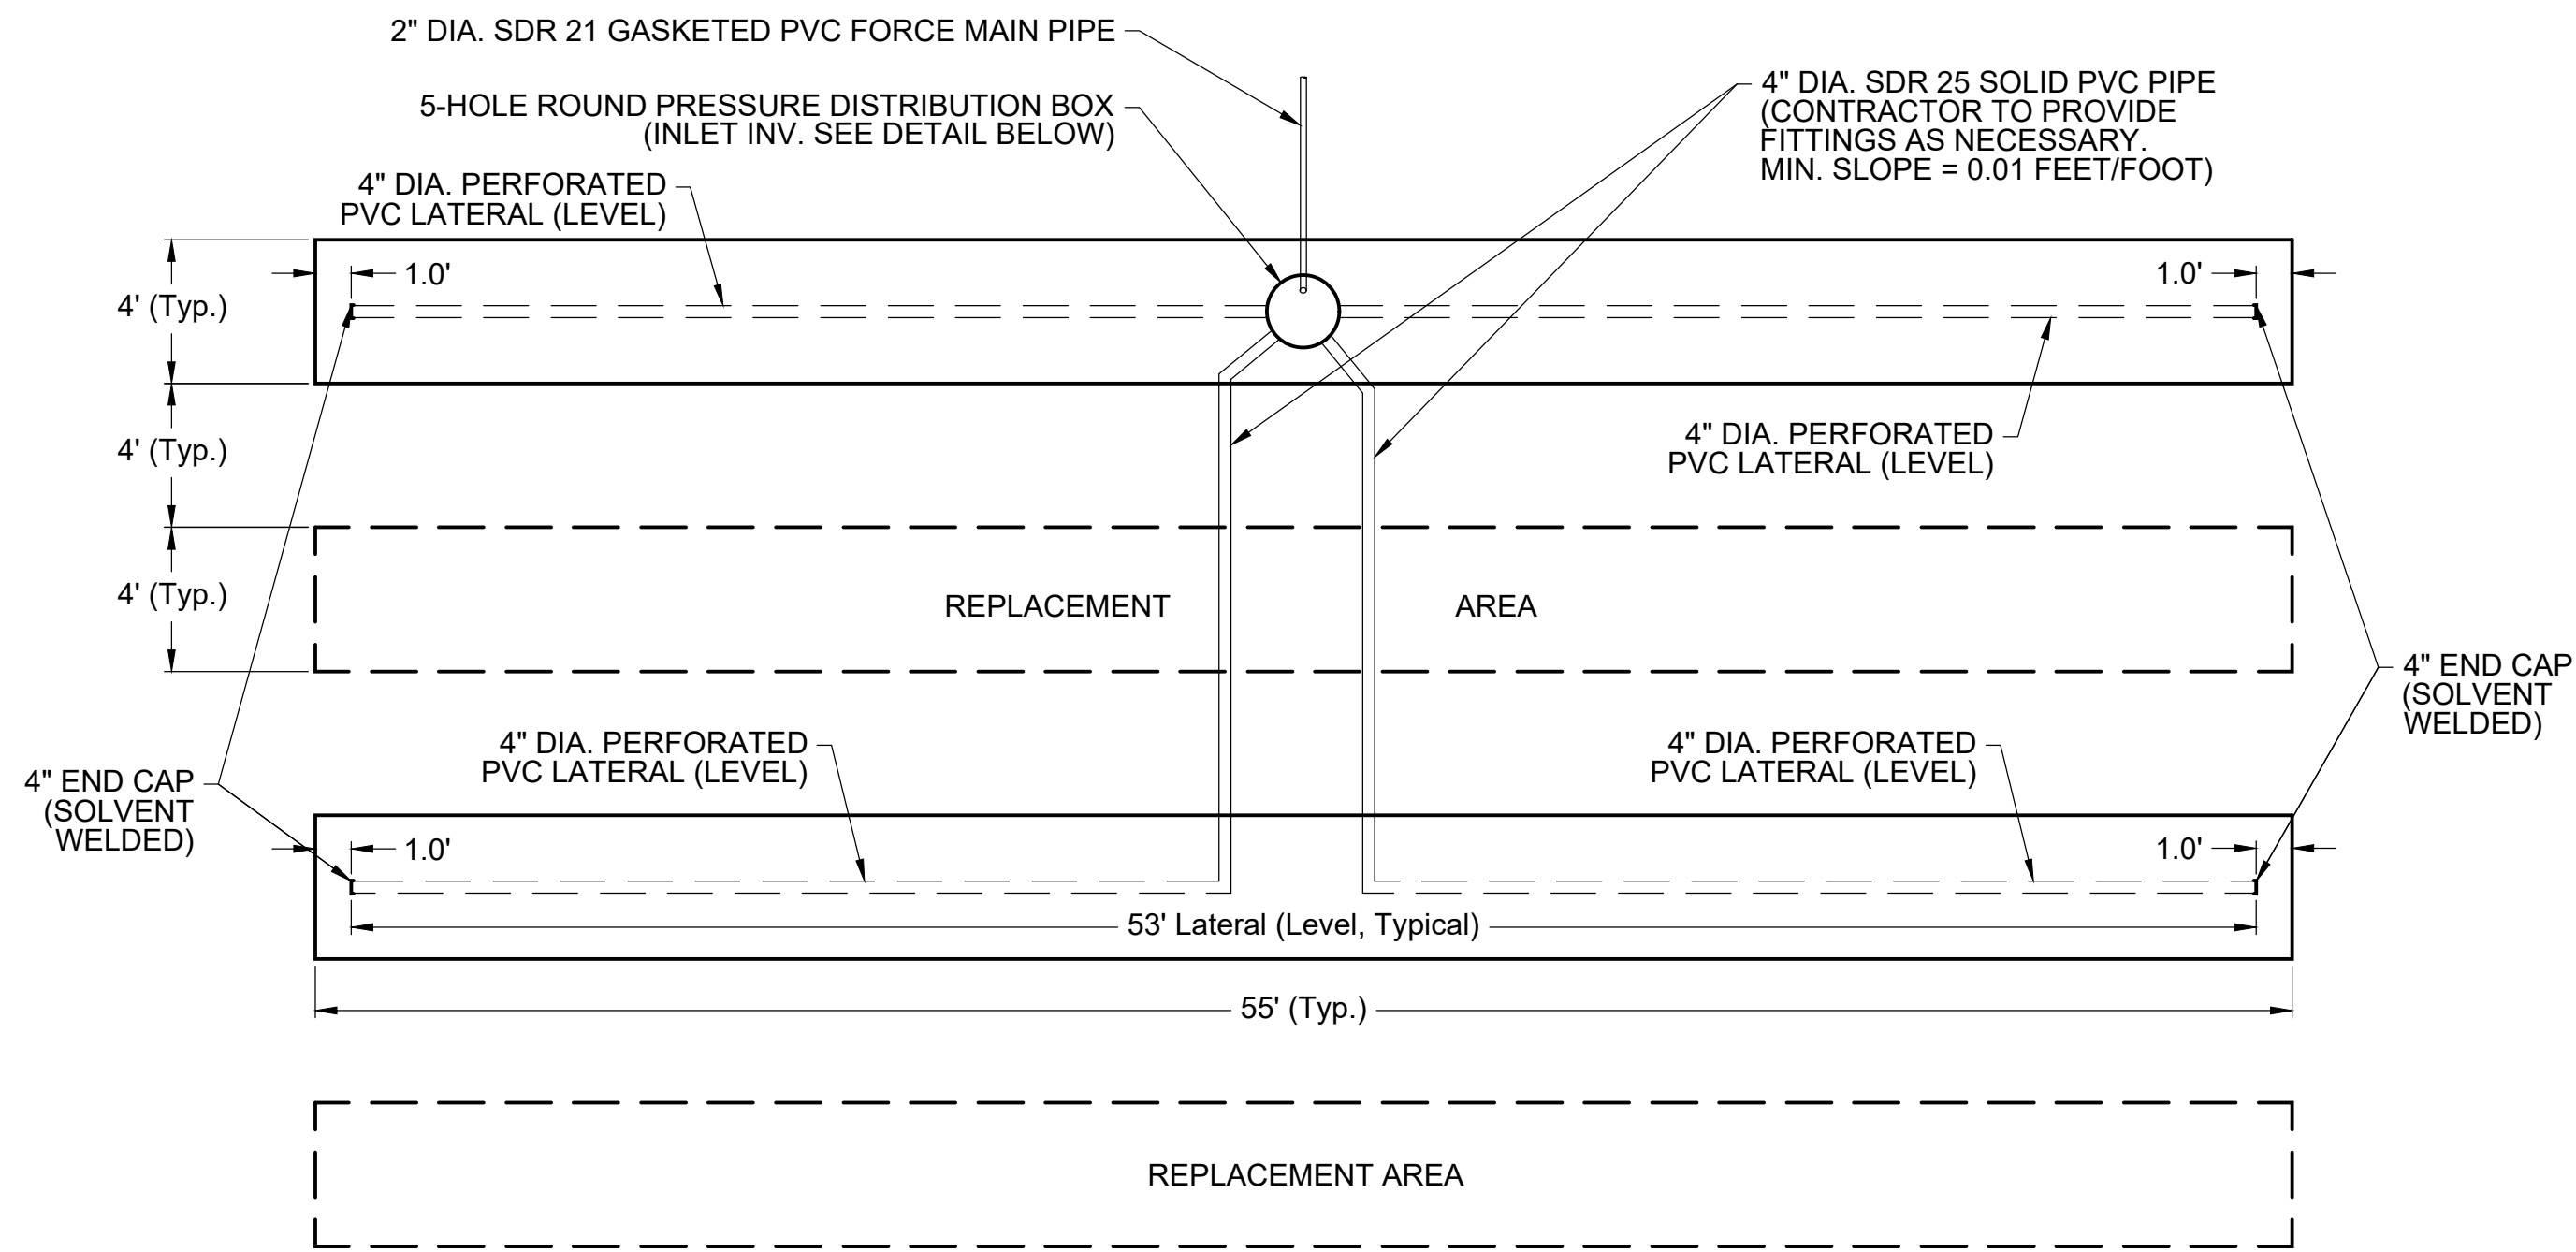 2" DIA. SDR 21 GASKETED PVC FORCE MAIN PIPE
5-HOLE ROUND PRESSURE DISTRIBUTION BOX
(INLET INV. SEE DETAIL BELOW)
4" DIA. SDR 25 SOLID PVC PIPE
(CONTRACTOR TO PROVIDE
FITTINGS AS NECESSARY.
MIN. SLOPE = 0.01 FEET/FOOT)
4" DIA. PERFORATED
PVC LATERAL (LEVEL)
1.0'
1.0'
4' (Typ.)
4' (Typ.)
4" DIA. PERFORATED
PVC LATERAL (LEVEL)
4' (Typ.)
REPLACEMENT
AREA
4" END CAP
(SOLVENT
WELDED)
4" DIA. PERFORATED
PVC LATERAL (LEVEL)
4" DIA. PERFORATED
PVC LATERAL (LEVEL)
4" END CAP
(SOLVENT
WELDED)
1.0'
1.0'
53' Lateral (Level, Typical)
55' (Typ.)
REPLACEMENT AREA